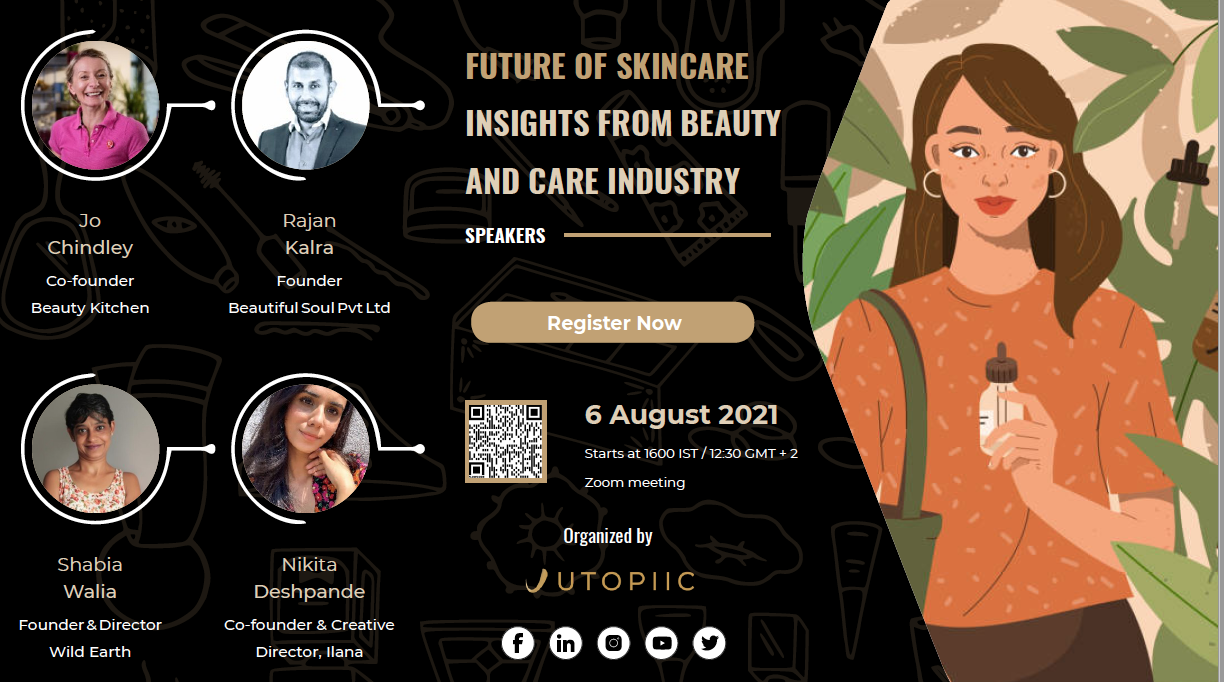 FUTURE OF SKINCARE
INSIGHTS FROM BEAUTY
AND CARE INDUSTRY
SPEAKERS
Jo
Chindley
Co-founder
Beauty Kitchen
Rajan
Kalra
Founder
Beautiful Soul Pvt Ltd
Shabia
Walia
Founder & Director
Wild Earth
Nikita
Deshpande
Co-founder & Creative
Director, Ilana
Register Now
6 August 2021
Starts at 1600 IST / 12:30 GMT + 2
Zoom meeting
Organized by
UTOPIIC